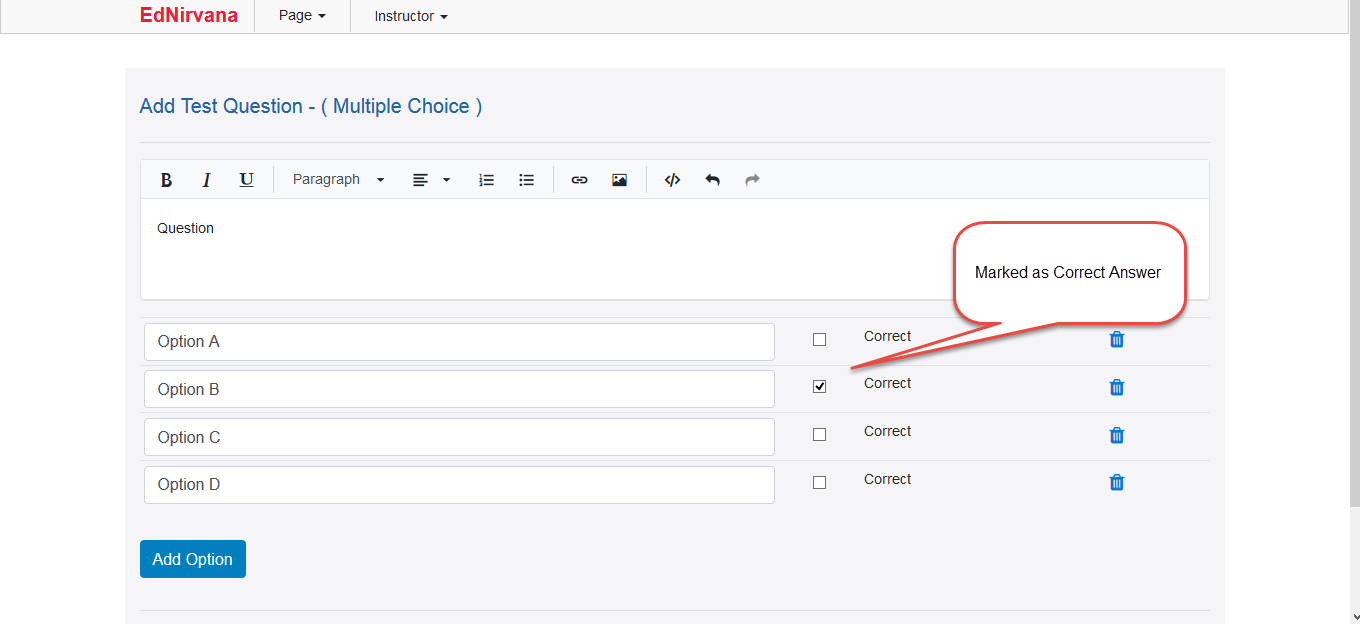 EdNirvana Page Instructor
Add Test Question - ( Multiple Choice )
B I U Paragraph
Question
Marked as Correct Answer
Option A Correct
Option B Correct
Option C Correct
Option D Correct
Add Option